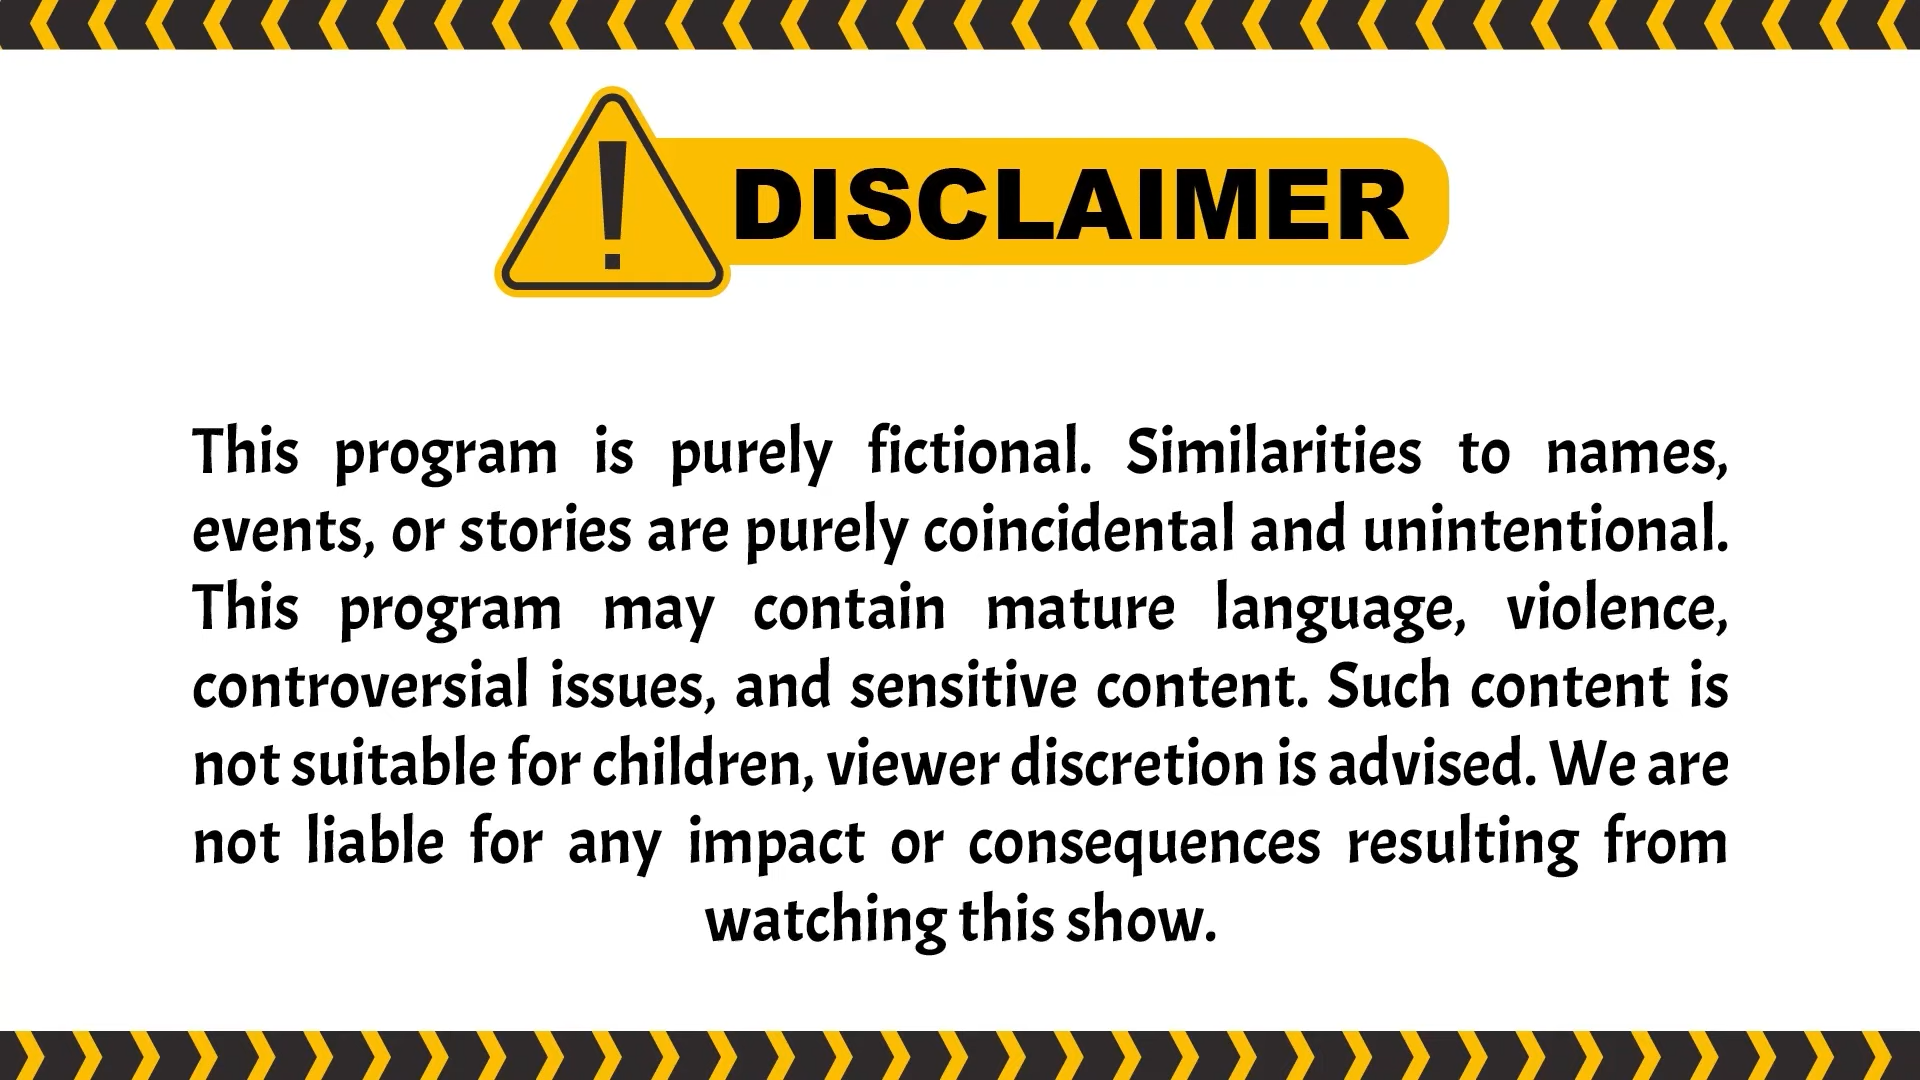 DISCLAIMER
This program is purely fictional. Similarities to names,
events, or stories are purely coincidental and unintentional.
This program may contain mature language, violence,
controversial issues, and sensitive content. Such content is
not suitable for children, viewer discretion is advised. We are
not liable for any impact or consequences resulting from
watching this show.